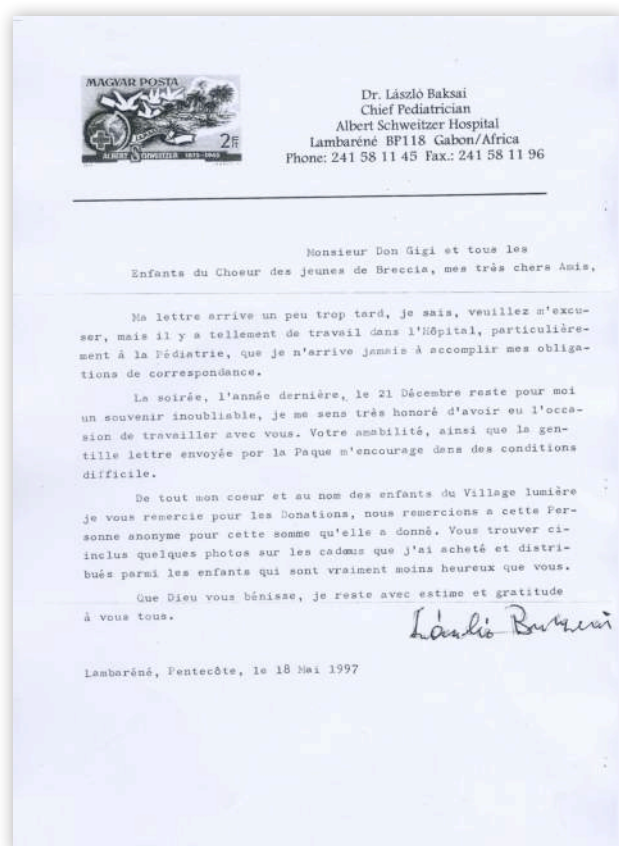 MAGYAR POSTA
2 Ft
ALBERT SCHWEITZER 1875-1965
Dr. László Baksai
Chief Pediatrician
Albert Schweitzer Hospital
Lambaréné BP118 Gabon/Africa
Phone: 241 58 11 45 Fax.: 241 58 11 96
Monsieur Don Gigi et tous les
Enfants du Choeur des jeunes de Breccia, mes très chers Amis,
Ma lettre arrive un peu trop tard, je sais, veuillez m'excu-
ser, mais il y a tellement de travail dans l'Hôpital, particulière-
ment à la Pédiatrie, que je n'arrive jamais à accomplir mes obliga-
tions de correspondance.
La soirée, l'année dernière, le 21 Décembre reste pour moi
un souvenir inoubliable, je me sens très honoré d'avoir eu l'occa-
sion de travailler avec vous. Votre amabilité, ainsi que la gen-
tille lettre envoyée por la Paque m'encourage dans des conditions
difficile.
De tout mon coeur et au nom des enfants du Village lumière
je vous remercie pour les Donations, nous remercions a cette Per-
sonne anonyme pour cette somme qu'elle a donné. Vous trouver ci-
inclus quelques photos sur les cadeaux que j'ai acheté et distri-
bués parmi les enfants qui sont vraiment moins heureux que vous.
Que Dieu vous bénisse, je reste avec estime et gratitude
à vous tous.
Lambaréné, Pentecôte, le 18 Mai 1997